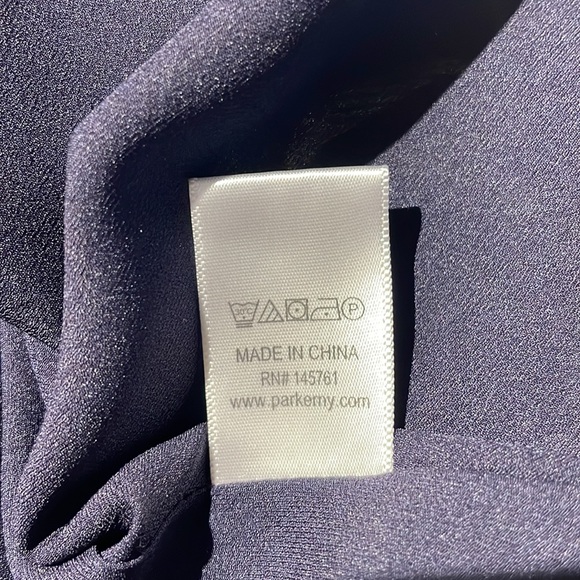 MADE IN CHINA
RN# 145761
www.parkerny.com